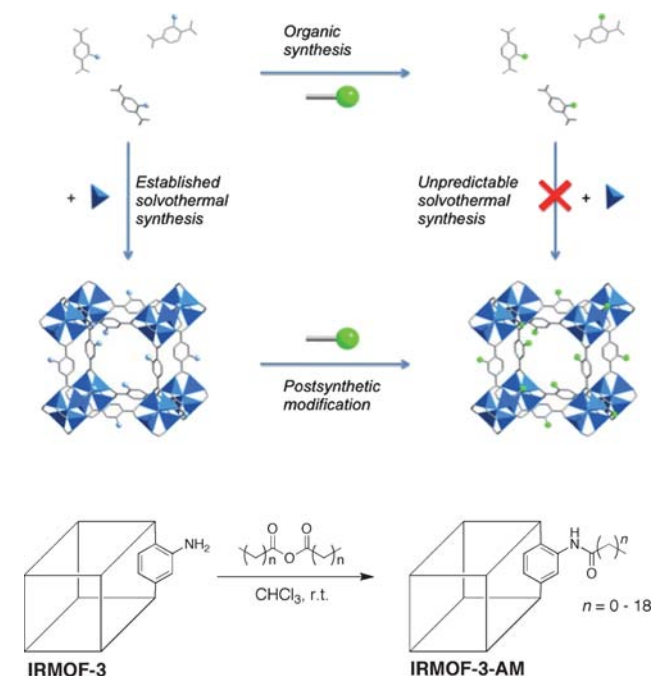 Organic
synthesis
+
Established
solvothermal
synthesis
Unpredictable
solvothermal
synthesis
+
Postsynthetic
modification
NH₂
O O
( )n O ( )n
CHCl₃, r.t.
IRMOF-3
H
N
O
( )n
n = 0 - 18
IRMOF-3-AM